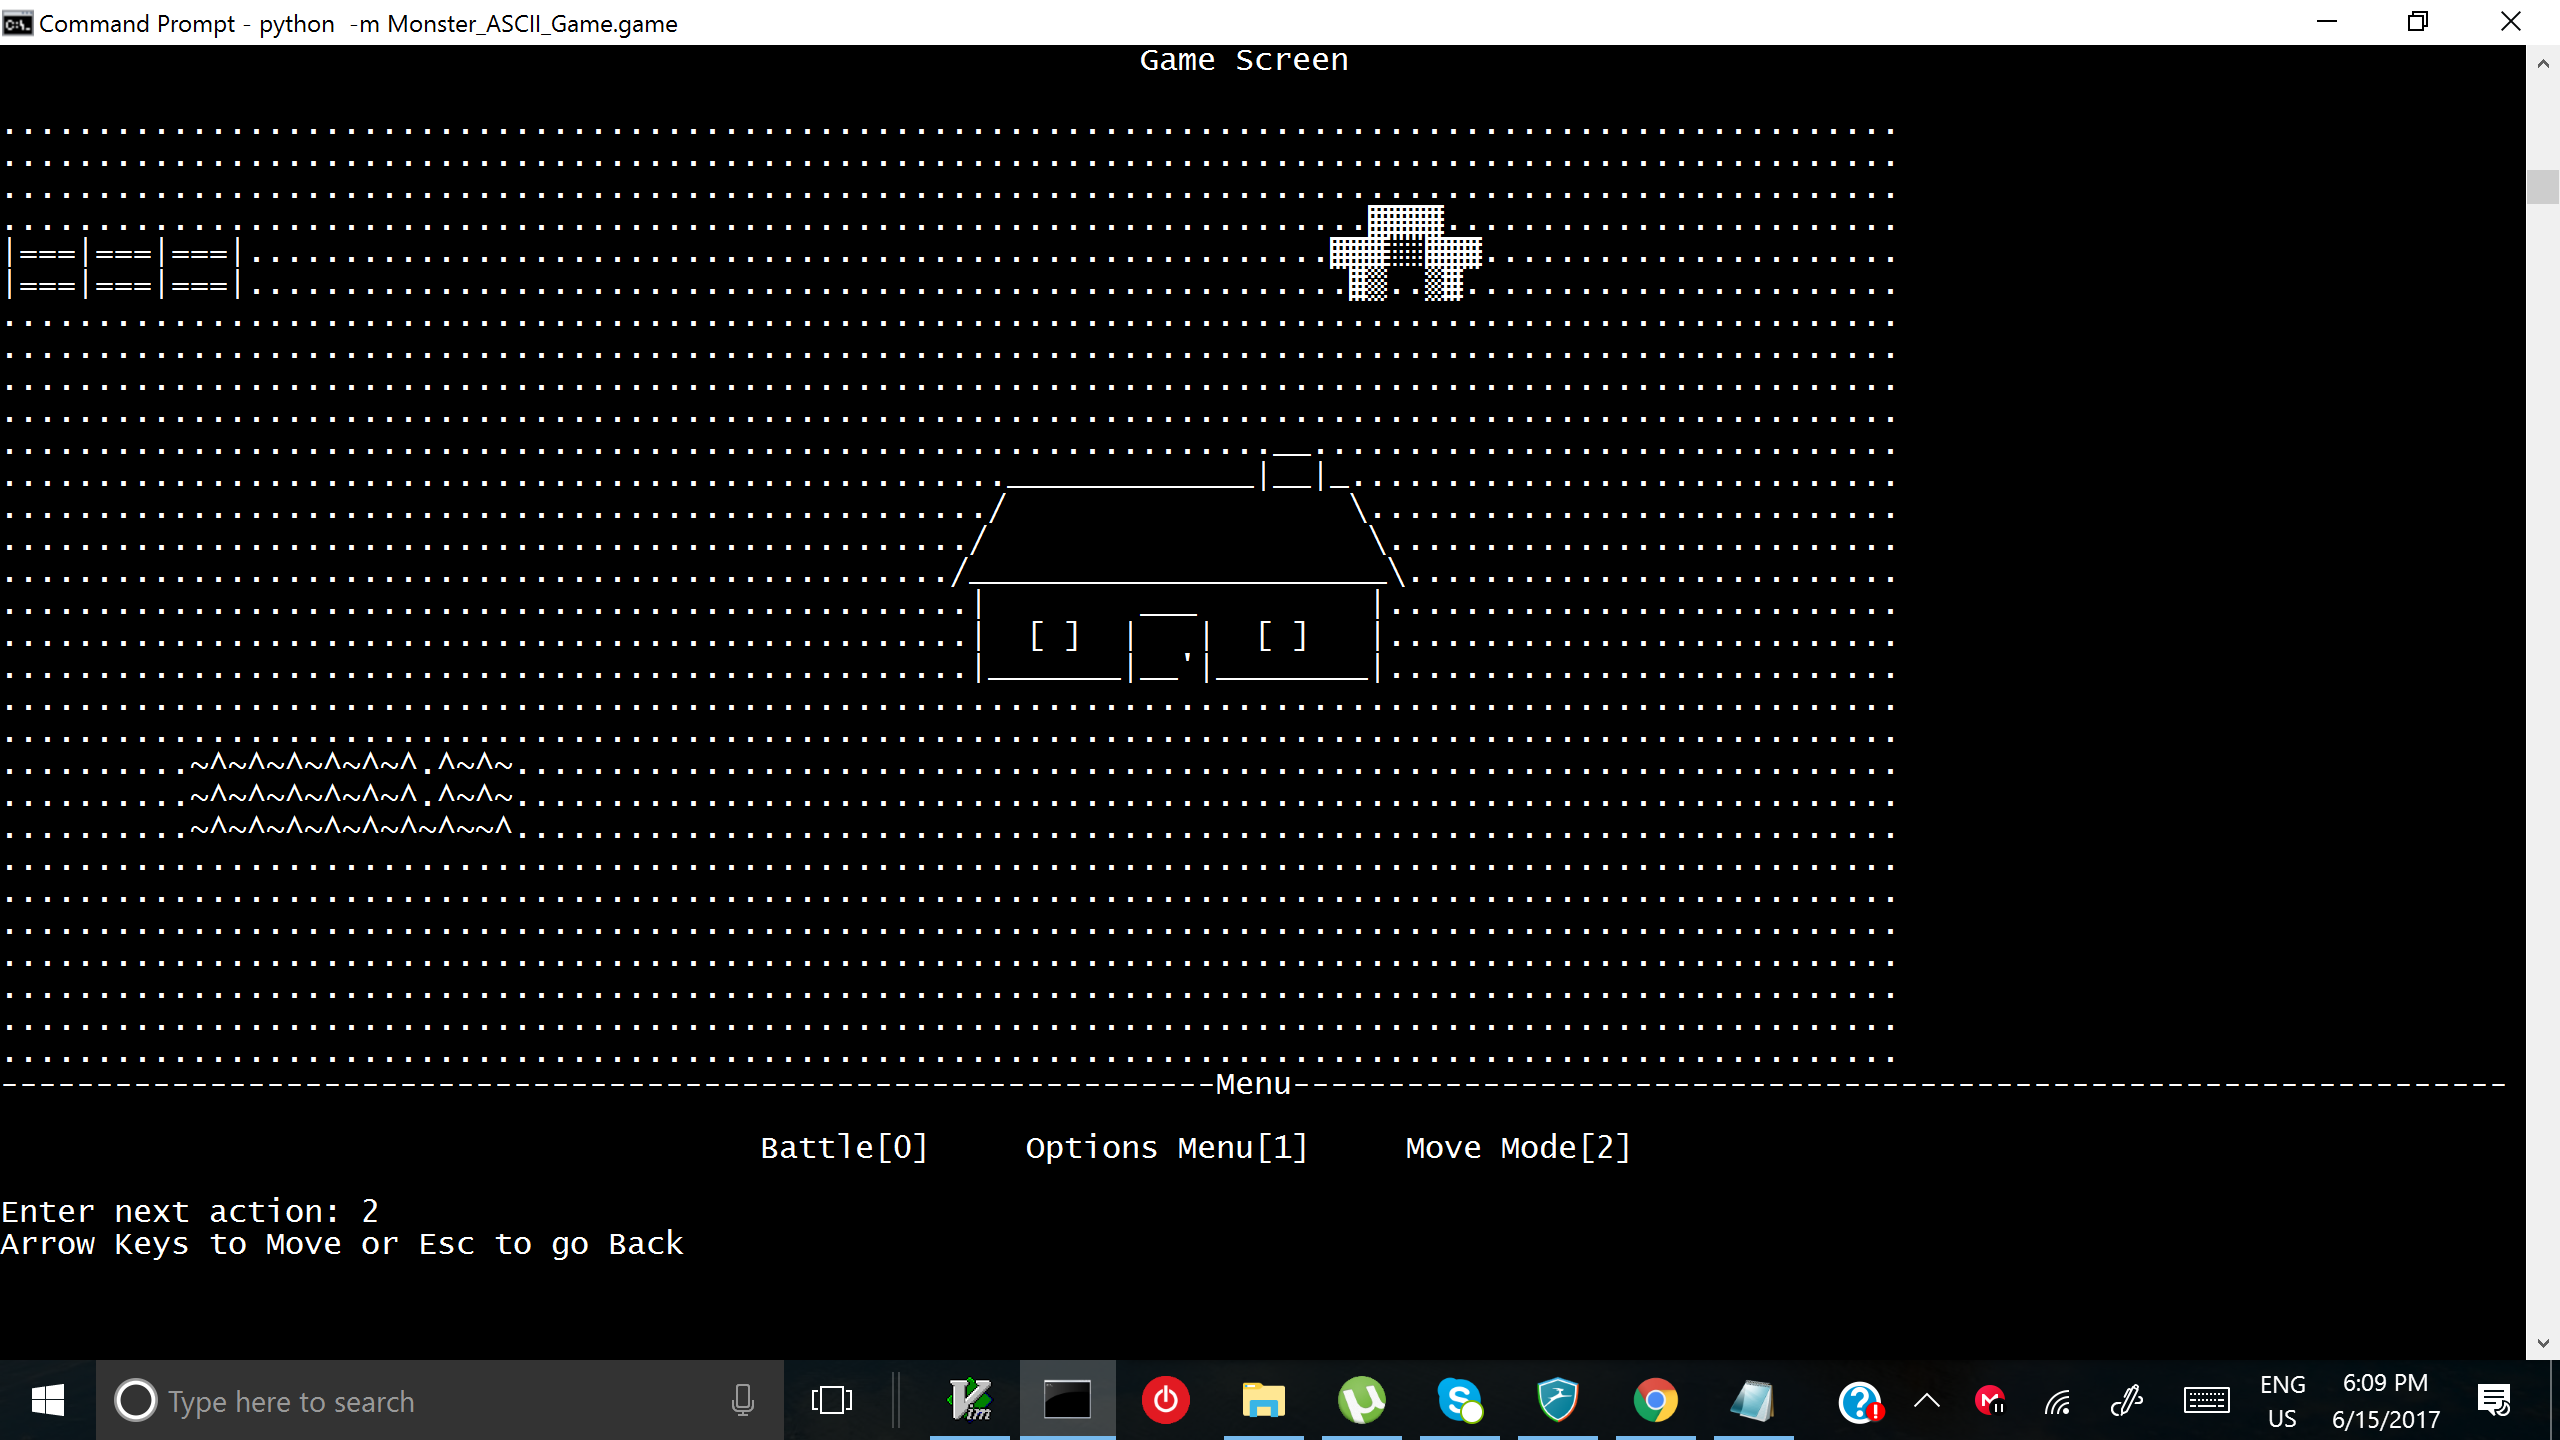 Command Prompt - python  -m Monster_ASCII_Game.game
Game Screen
|===|===|===|
|===|===|===|
[ ] | | [ ]
~^~^~^~^~^~^.^~^~
~^~^~^~^~^~^.^~^~
~^~^~^~^~^~^~^~~^
Menu
Battle[0]     Options Menu[1]     Move Mode[2]
Enter next action: 2
Arrow Keys to Move or Esc to go Back
Type here to search
Vim
ENG
US
6:09 PM
6/15/2017